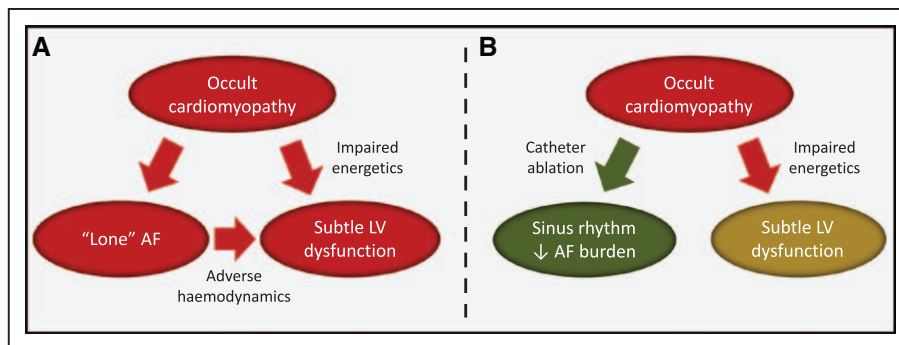 A
Occult
cardiomyopathy
Impaired
energetics
“Lone” AF
Subtle LV
dysfunction
Adverse
haemodynamics
B
Occult
cardiomyopathy
Catheter
ablation
Impaired
energetics
Sinus rhythm
↓ AF burden
Subtle LV
dysfunction